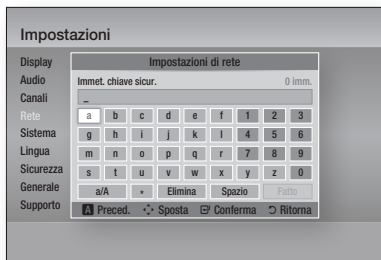 Impostazioni
Display
Audio
Canali
Rete
Sistema
Lingua
Sicurezza
Generale
Supporto
Impostazioni di rete
Immet. chiave sicur. 0 imm.
_
a b c d e f 1 2 3
g h i j k l 4 5 6
m n o p q r 7 8 9
s t u v w x y z 0
a/A * Elimina Spazio Fatto
A Preced. Sposta Conferma Ritorna